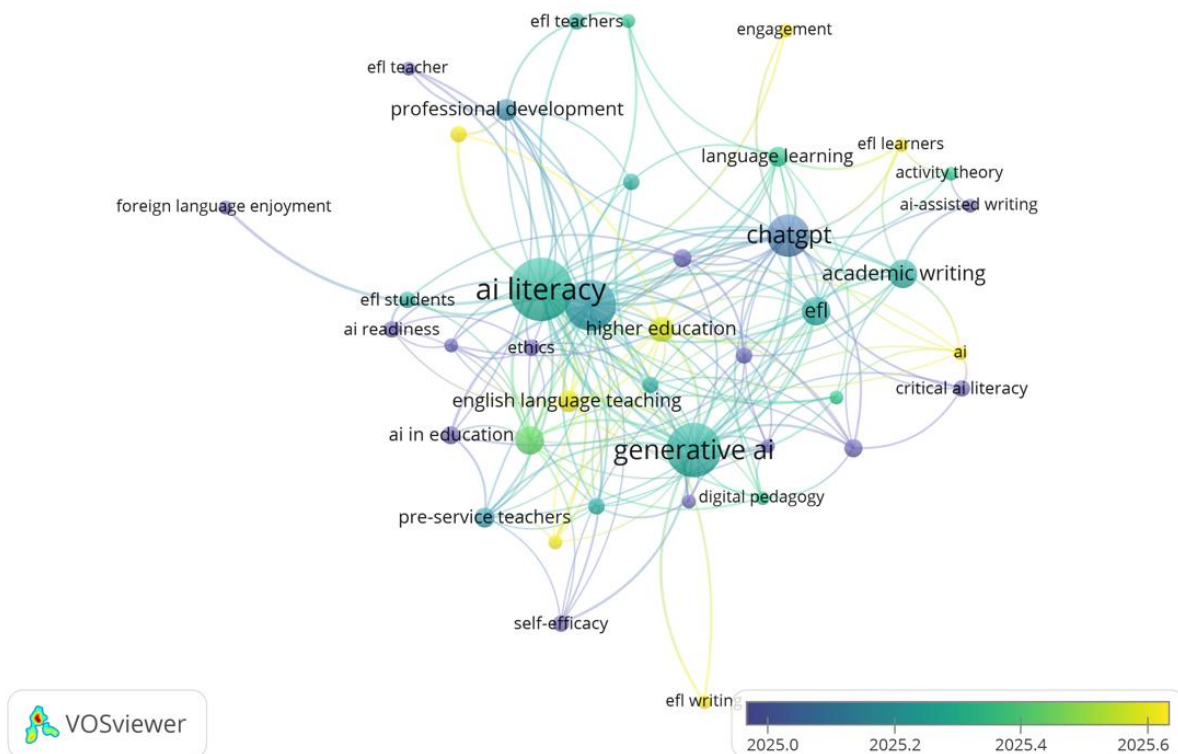 efl teachers
engagement
efl teacher
professional development
efl learners
language learning
activity theory
foreign language enjoyment
ai-assisted writing
chatgpt
academic writing
ai literacy
efl students
efl
ai readiness
higher education
ethics
ai
critical ai literacy
english language teaching
ai in education
generative ai
digital pedagogy
pre-service teachers
self-efficacy
efl writing
VOSviewer
2025.0 2025.2 2025.4 2025.6